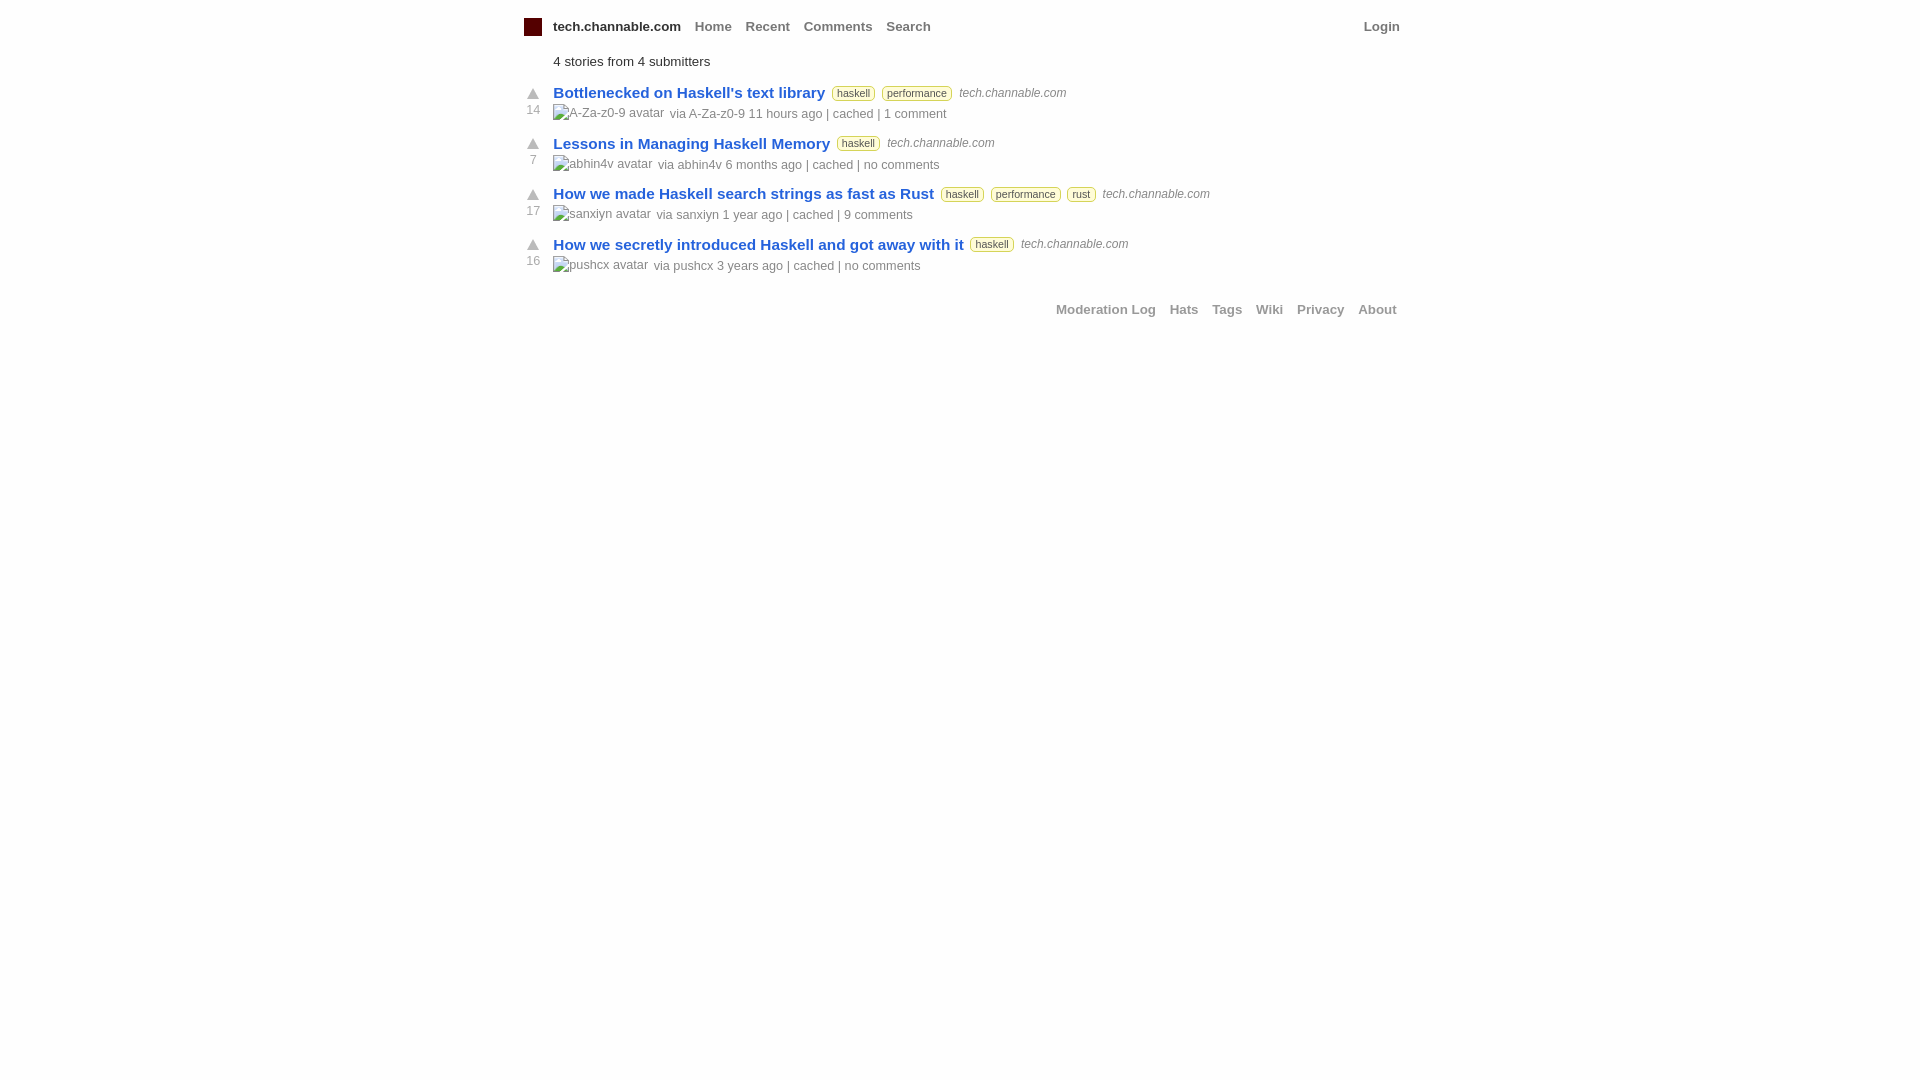 tech.channable.com Home Recent Comments Search Login
4 stories from 4 submitters
Bottlenecked on Haskell's text library haskell performance tech.channable.com
14
A-Za-z0-9 avatar via A-Za-z0-9 11 hours ago | cached | 1 comment
Lessons in Managing Haskell Memory haskell tech.channable.com
7
abhin4v avatar via abhin4v 6 months ago | cached | no comments
How we made Haskell search strings as fast as Rust haskell performance rust tech.channable.com
17
sanxiyn avatar via sanxiyn 1 year ago | cached | 9 comments
How we secretly introduced Haskell and got away with it haskell tech.channable.com
16
pushcx avatar via pushcx 3 years ago | cached | no comments
Moderation Log Hats Tags Wiki Privacy About